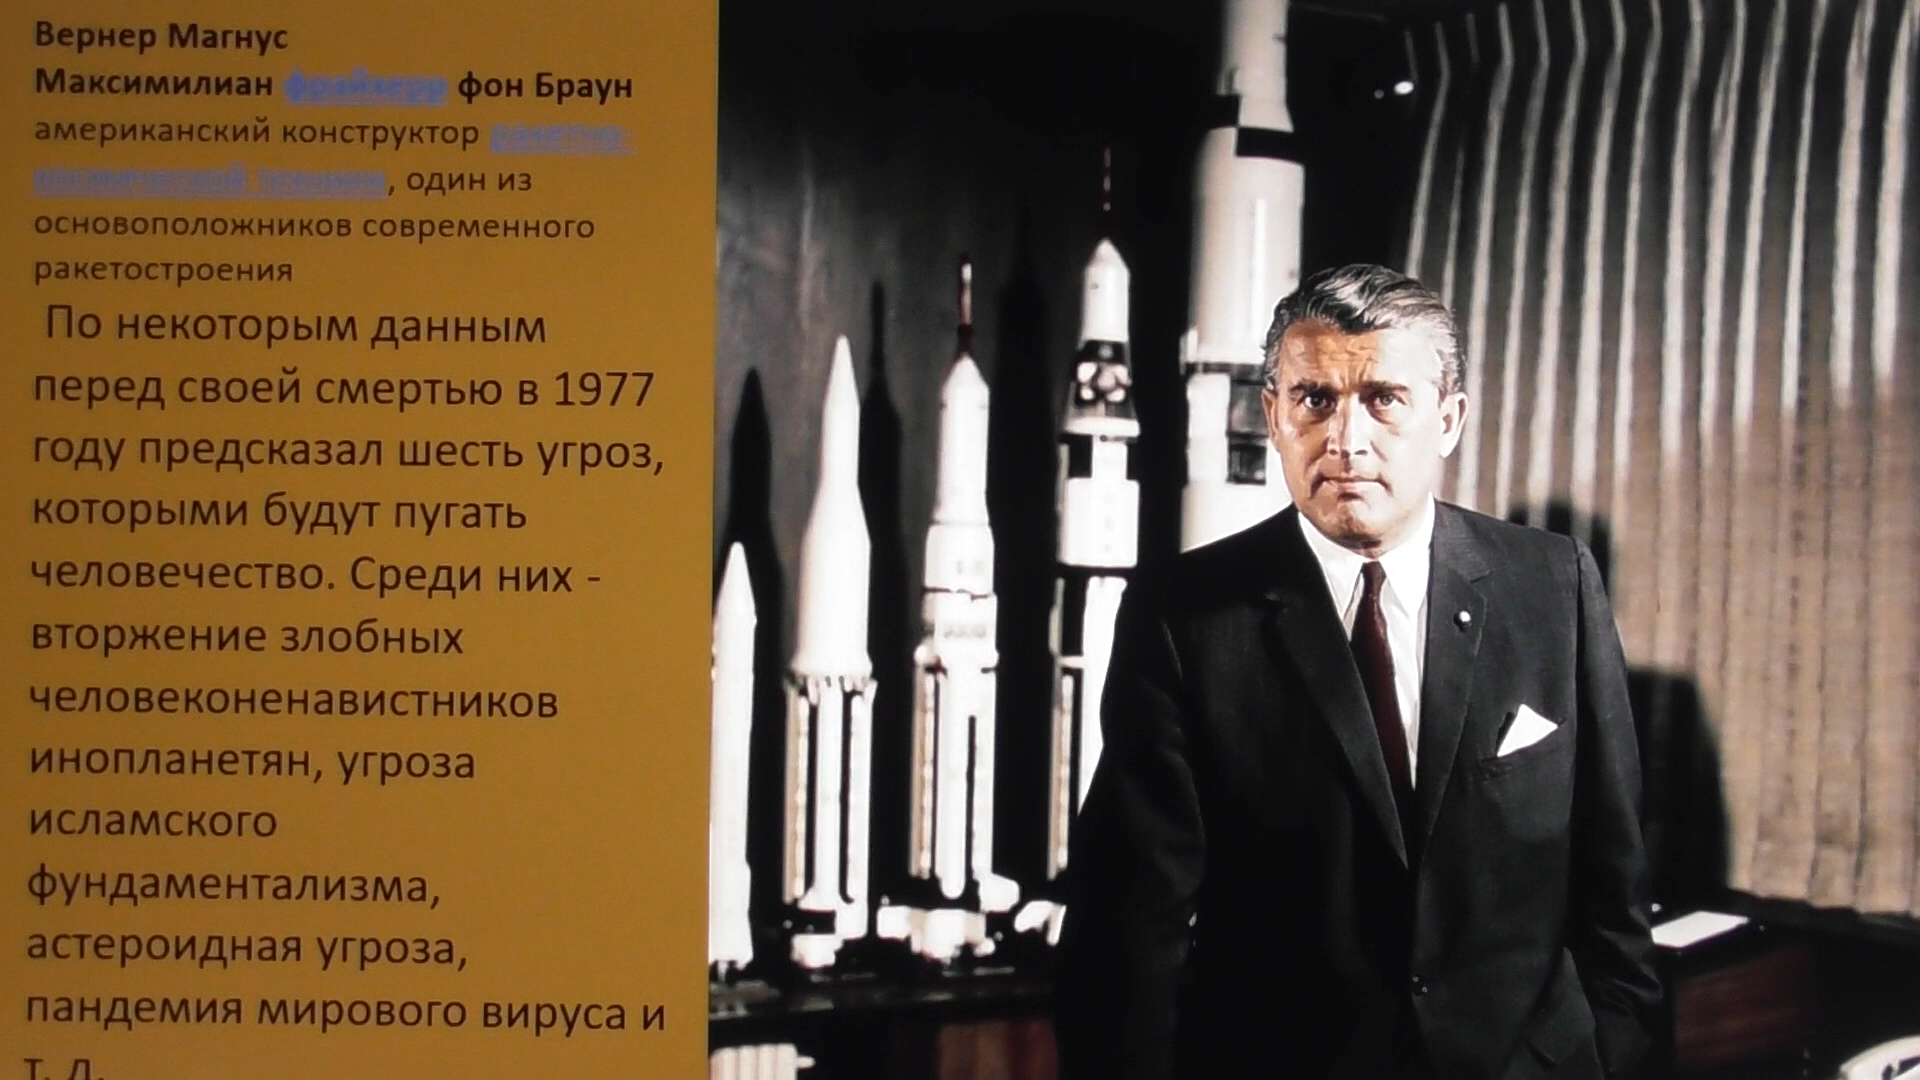 Вернер Магнус
Максимилиан фрайхерр фон Браун
американский конструктор ракетно-
космической техники, один из
основоположников современного
ракетостроения
По некоторым данным
перед своей смертью в 1977
году предсказал шесть угроз,
которыми будут пугать
человечество. Среди них -
вторжение злобных
человеконенавистников
инопланетян, угроза
исламского
фундаментализма,
астероидная угроза,
пандемия мирового вируса и
т. д.